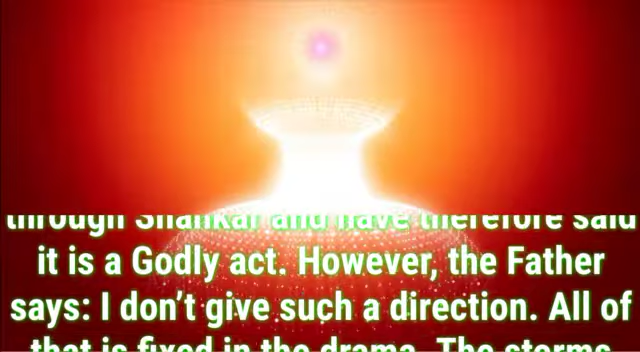 through Shankar and have therefore said
it is a Godly act. However, the Father
says: I don't give such a direction. All of
that is fixed in the drama. The storms